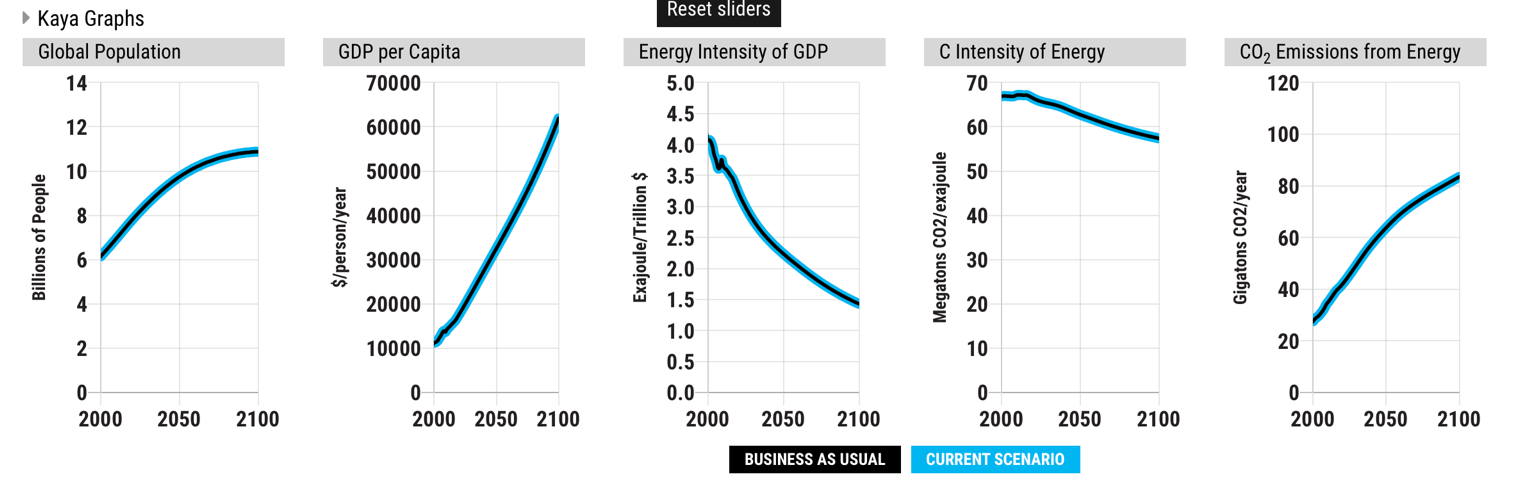 Reset sliders
Kaya Graphs
Global Population
GDP per Capita
Energy Intensity of GDP
C Intensity of Energy
CO₂ Emissions from Energy
Billions of People
14
12
10
8
6
4
2
0
2000 2050 2100
$/person/year
70000
60000
50000
40000
30000
20000
10000
0
2000 2050 2100
Exajoule/Trillion $
5.0
4.5
4.0
3.5
3.0
2.5
2.0
1.5
1.0
0.5
0.0
2000 2050 2100
Megatons CO2/exajoule
70
60
50
40
30
20
10
0
2000 2050 2100
Gigatons CO2/year
120
100
80
60
40
20
0
2000 2050 2100
BUSINESS AS USUAL
CURRENT SCENARIO